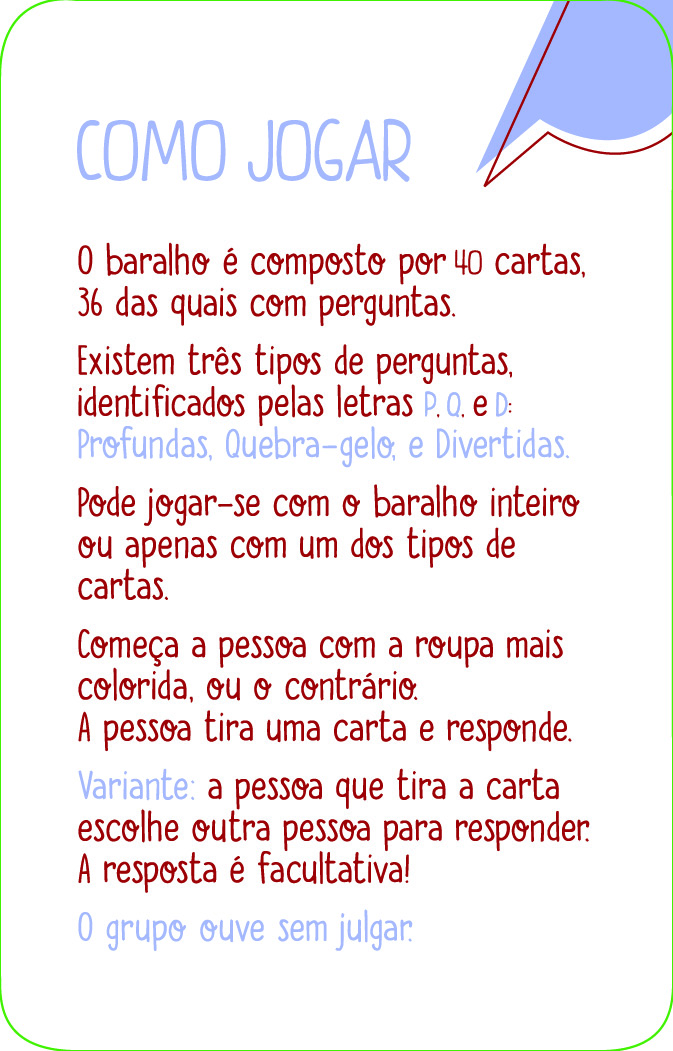 COMO JOGAR
O baralho é composto por 40 cartas,
36 das quais com perguntas.
Existem três tipos de perguntas,
identificados pelas letras P, Q, e D:
Profundas, Quebra-gelo, e Divertidas.
Pode jogar-se com o baralho inteiro
ou apenas com um dos tipos de
cartas.
Começa a pessoa com a roupa mais
colorida, ou o contrário.
A pessoa tira uma carta e responde.
Variante: a pessoa que tira a carta
escolhe outra pessoa para responder.
A resposta é facultativa!
O grupo ouve sem julgar.